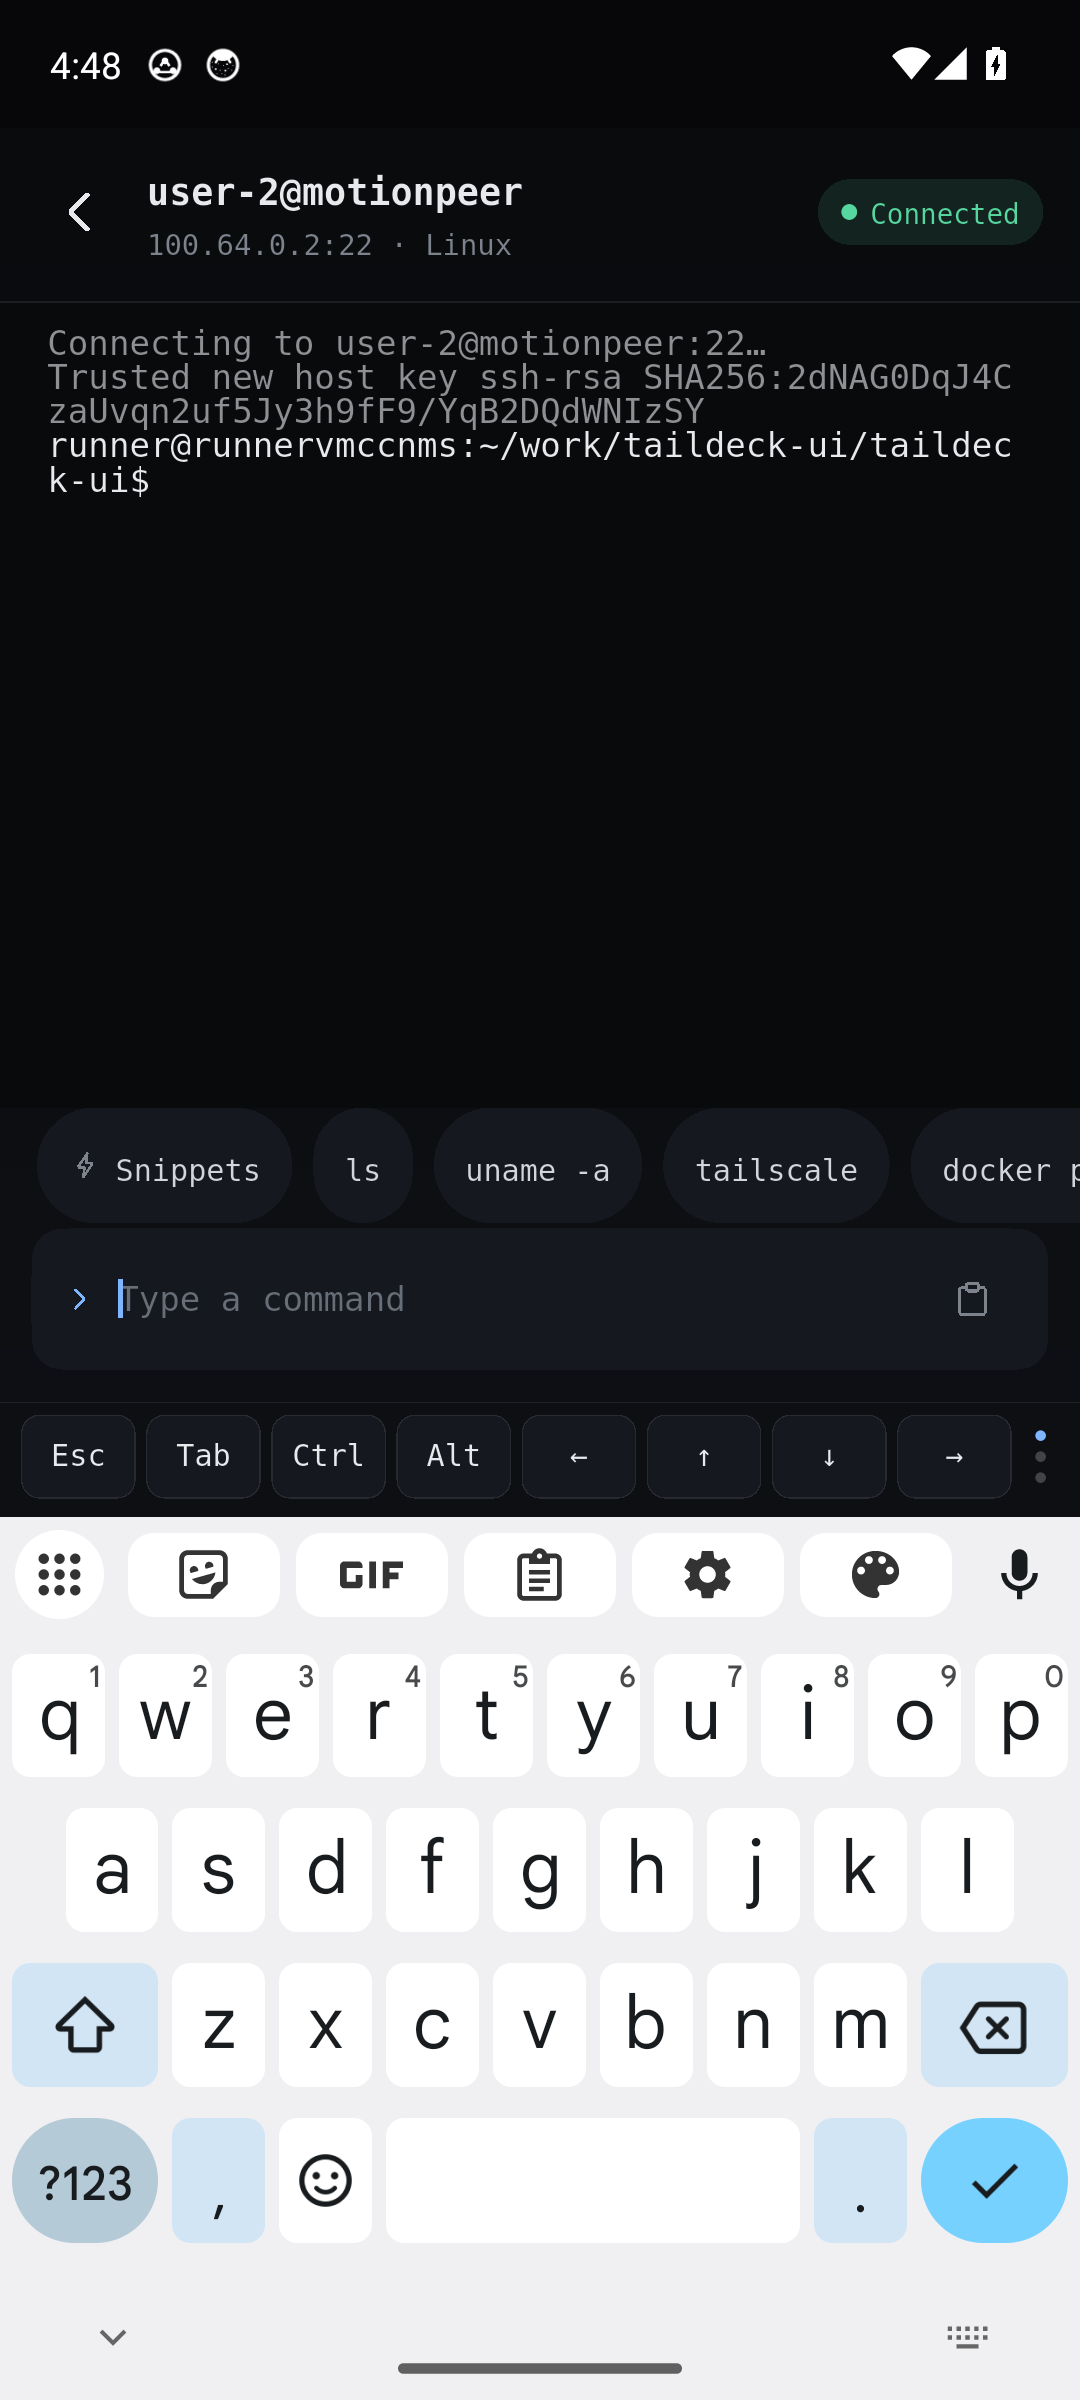 4:48
user-2@motionpeer
100.64.0.2:22 · Linux
Connected
Connecting to user-2@motionpeer:22…
Trusted new host key ssh-rsa SHA256:2dNAG0DqJ4C
zaUvqn2uf5Jy3h9fF9/YqB2DQdWNIzSY
runner@runnervmccnms:~/work/taildeck-ui/taildec
k-ui$
Snippets ls uname -a tailscale docker p
Type a command
Esc Tab Ctrl Alt ← ↑ ↓ →
GIF
q 1 w 2 e 3 r 4 t 5 y 6 u 7 i 8 o 9 p 0
a s d f g h j k l
z x c v b n m
?123 , .